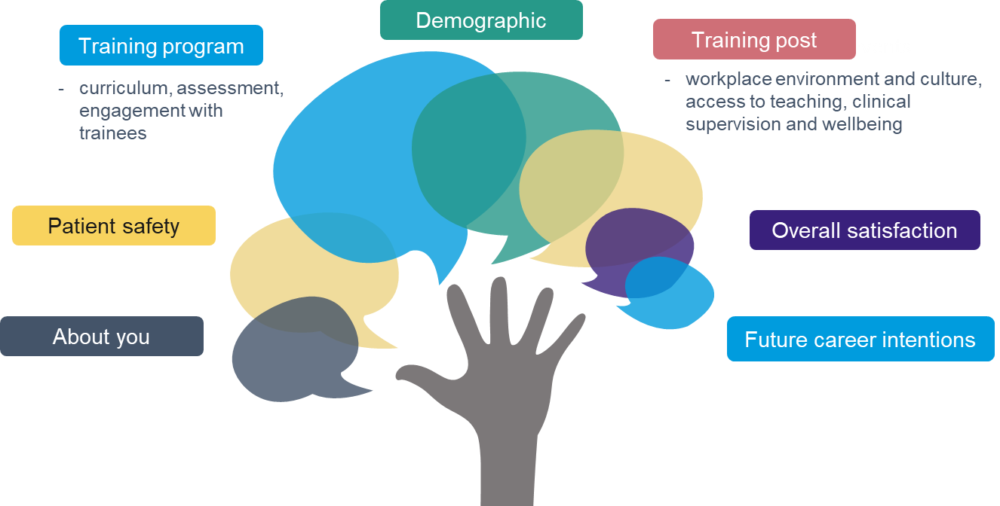 Demographic
Training program
- curriculum, assessment,
engagement with
trainees
Training post
- workplace environment and culture,
access to teaching, clinical
supervision and wellbeing
Patient safety
Overall satisfaction
About you
Future career intentions